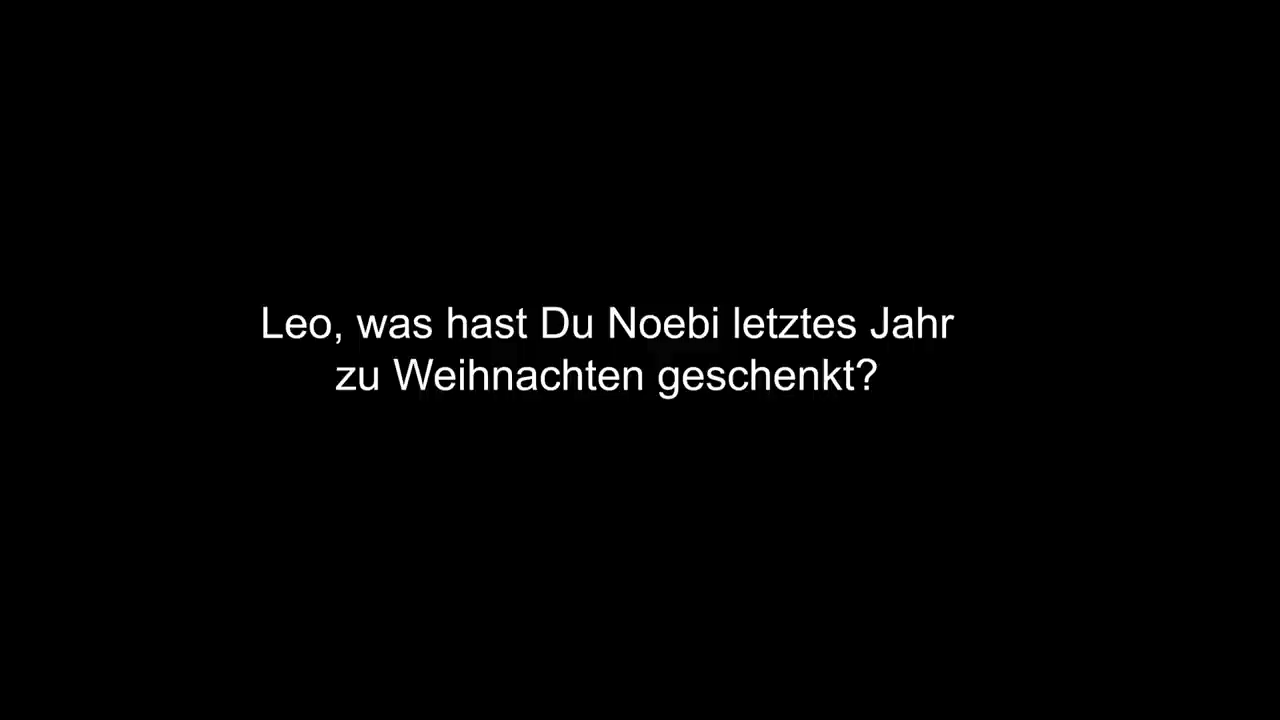 Leo, was hast Du Noebi letztes Jahr
zu Weihnachten geschenkt?